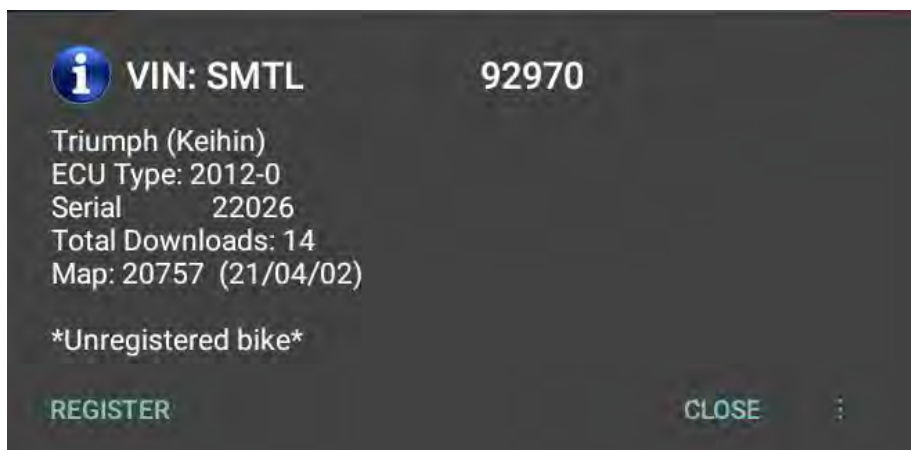 VIN: SMTL 92970
Triumph (Keihin)
ECU Type: 2012-0
Serial 22026
Total Downloads: 14
Map: 20757 (21/04/02)
*Unregistered bike*
REGISTER CLOSE